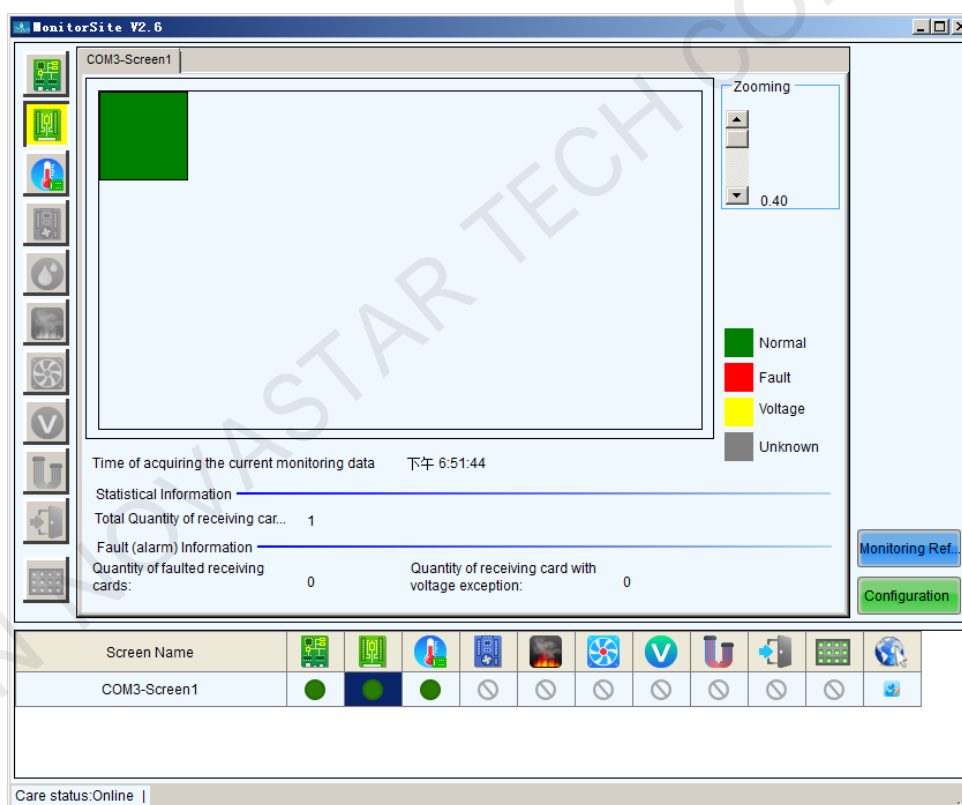 MonitorSite V2.6
COM3-Screen1
Zooming
0.40
Normal
Fault
Voltage
Unknown
Time of acquiring the current monitoring data 下午 6:51:44
Statistical Information
Total Quantity of receiving car... 1
Fault (alarm) Information
Quantity of faulted receiving
cards: 0
Quantity of receiving card with
voltage exception: 0
Monitoring Ref...
Configuration
Screen Name
COM3-Screen1
Care status:Online |
NOVASTAR TECH CO